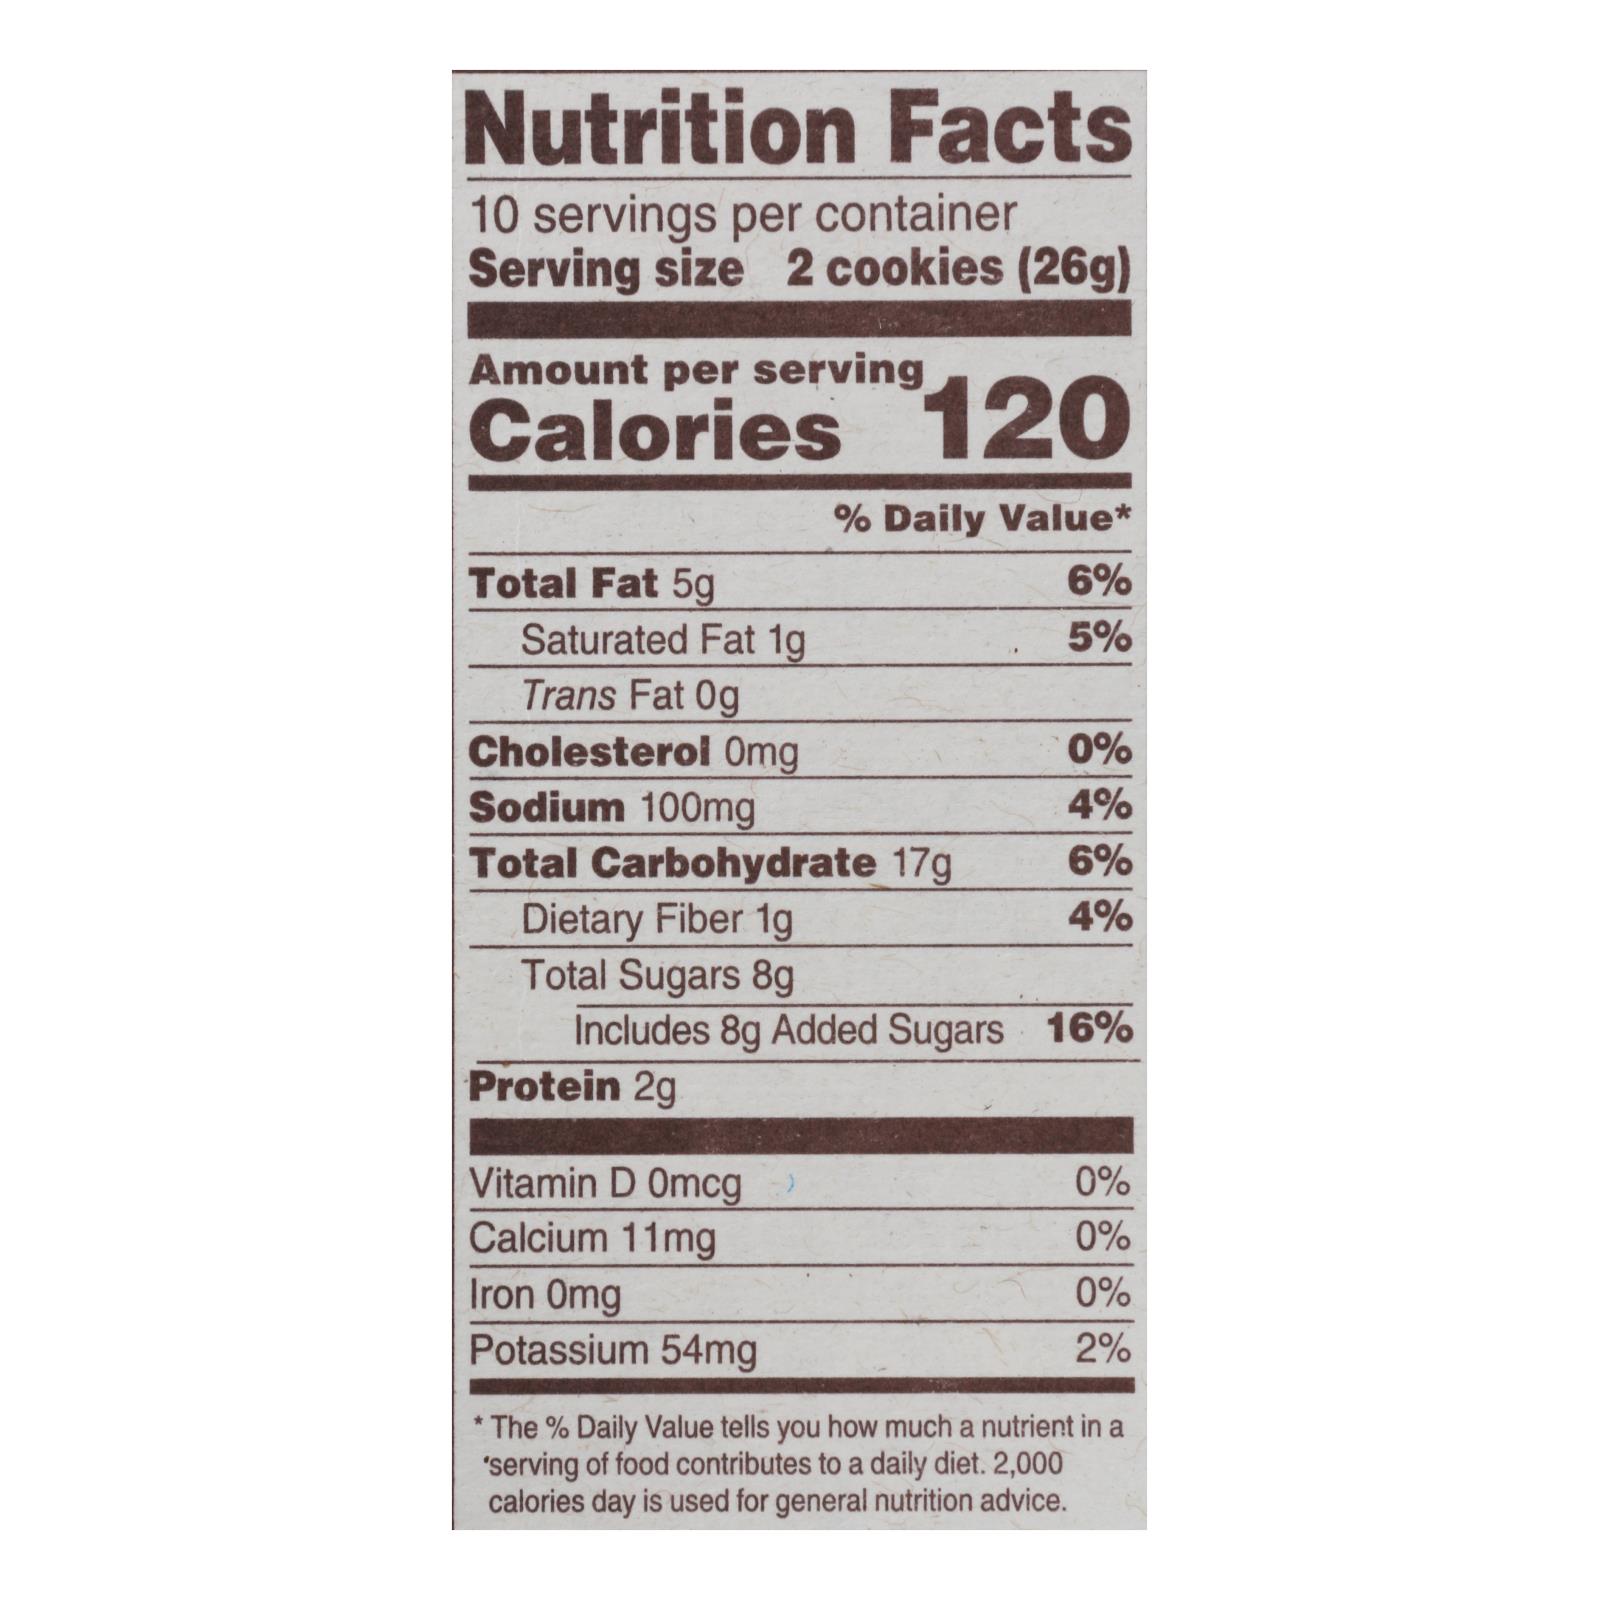 Nutrition Facts
10 servings per container
Serving size 2 cookies (26g)
Amount per serving
Calories 120
% Daily Value*
Total Fat 5g 6%
Saturated Fat 1g 5%
Trans Fat 0g
Cholesterol 0mg 0%
Sodium 100mg 4%
Total Carbohydrate 17g 6%
Dietary Fiber 1g 4%
Total Sugars 8g
Includes 8g Added Sugars 16%
Protein 2g
Vitamin D 0mcg 0%
Calcium 11mg 0%
Iron 0mg 0%
Potassium 54mg 2%
* The % Daily Value tells you how much a nutrient in a
serving of food contributes to a daily diet. 2,000
calories day is used for general nutrition advice.